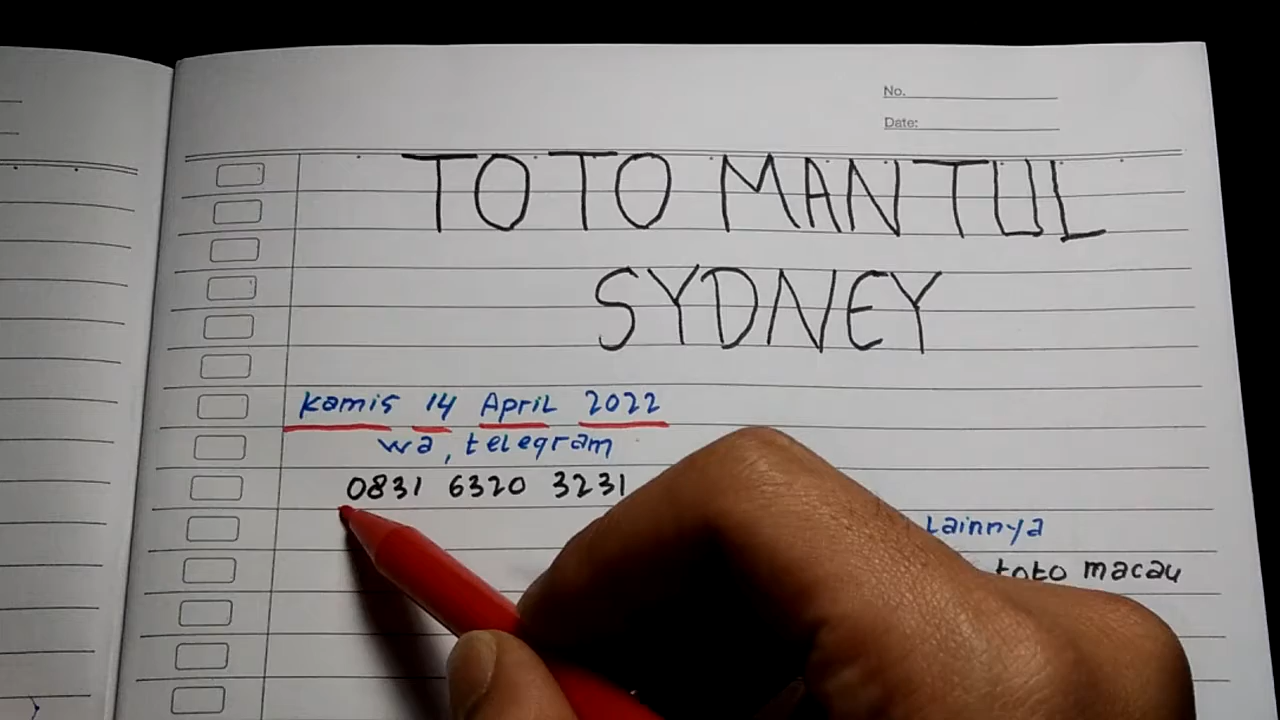 No.
Date:
TOTO MANTUL
SYDNEY
Kamis 14 April 2022
wa, telegram
0831 6320 3231
Lainnya
toto macau